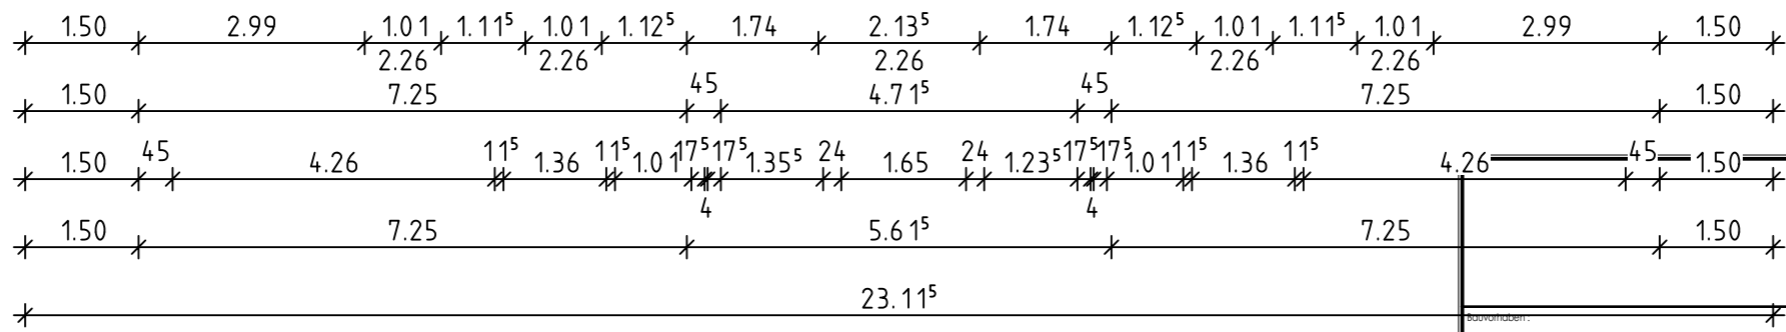 1.50 2.99 1.01 1.11⁵ 1.01 1.12⁵ 1.74 2.13⁵ 1.74 1.12⁵ 1.01 1.11⁵ 1.01 2.99 1.50
2.26 2.26 2.26 2.26 2.26
1.50 7.25 45 4.71⁵ 45 7.25 1.50
1.50 45 4.26 11⁵ 1.36 11⁵ 1.01 17⁵ 17⁵ 1.35⁵ 24 1.65 24 1.23⁵ 17⁵ 17⁵ 1.01 11⁵ 1.36 11⁵ 4.26 45 1.50
4 4
1.50 7.25 5.61⁵ 7.25 1.50
23.11⁵
Bauvorhaben :